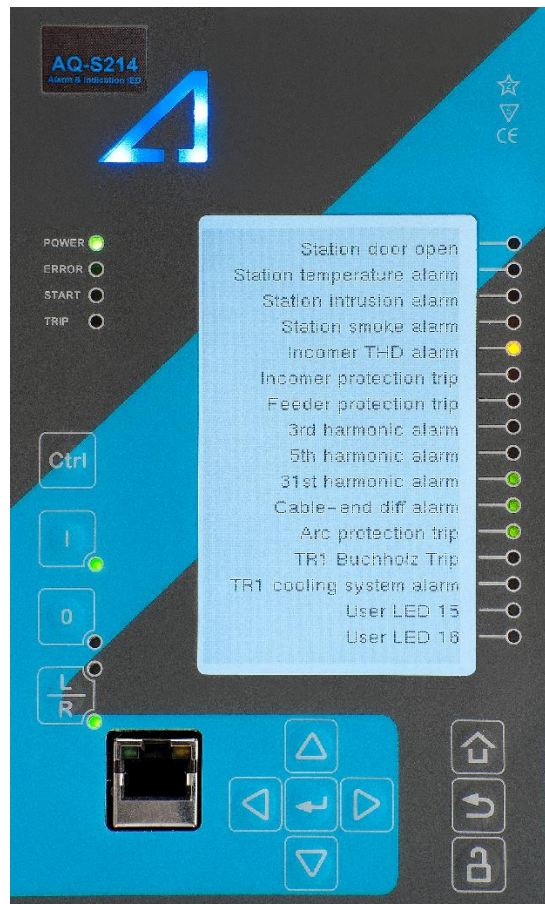 AQ-S214
Alarm & Indication IED
CE
POWER
ERROR
START
TRIP
Station door open
Station temperature alarm
Station intrusion alarm
Station smoke alarm
Incomer THD alarm
Incomer protection trip
Feeder protection trip
3rd harmonic alarm
5th harmonic alarm
31st harmonic alarm
Cable-end diff alarm
Arc protection trip
TR1 Buchholz Trip
TR1 cooling system alarm
User LED 15
User LED 16
Ctrl
I
0
L
R